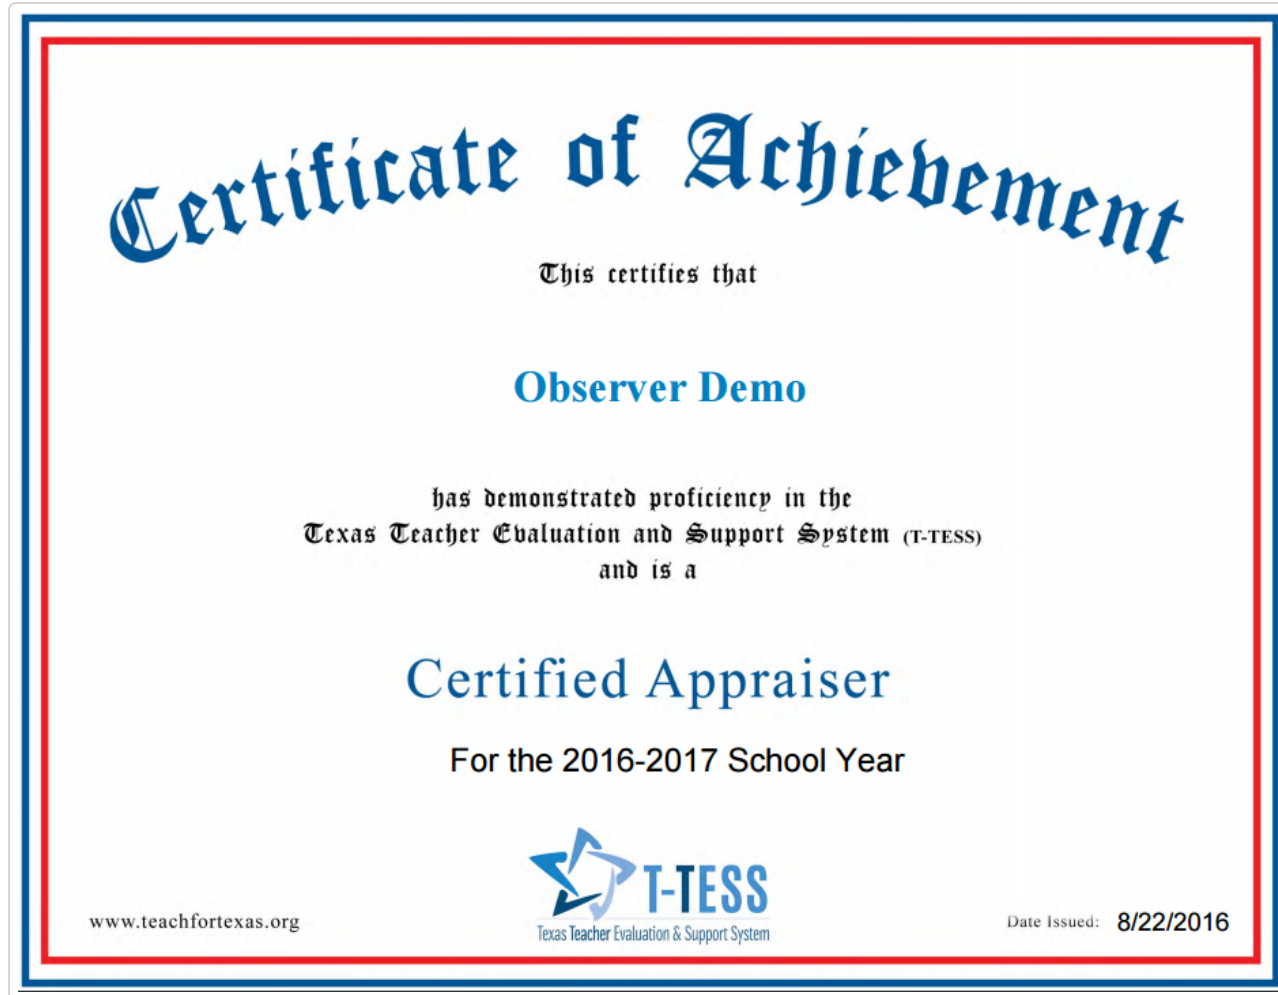 Certificate of Achievement
This certifies that
Observer Demo
has demonstrated proficiency in the
Texas Teacher Evaluation and Support System (T-TESS)
and is a
Certified Appraiser
For the 2016-2017 School Year
T-TESS
Texas Teacher Evaluation & Support System
www.teachfortexas.org
Date Issued: 8/22/2016